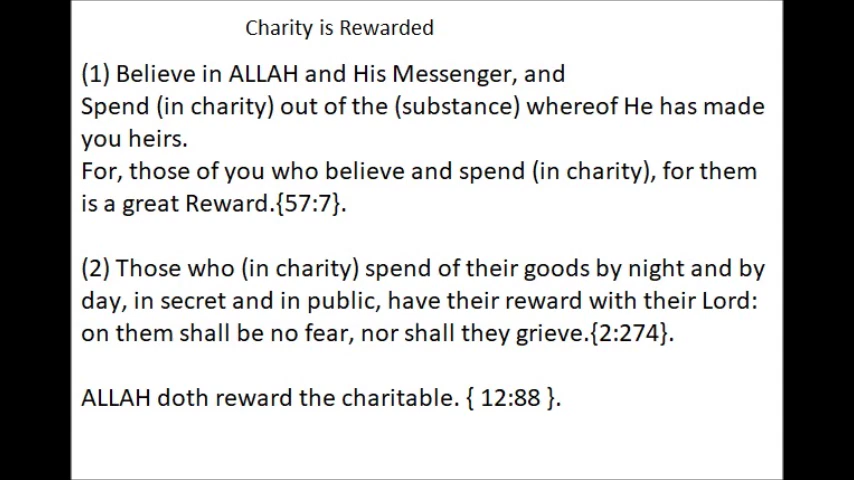 Charity is Rewarded
(1) Believe in ALLAH and His Messenger, and
Spend (in charity) out of the (substance) whereof He has made
you heirs.
For, those of you who believe and spend (in charity), for them
is a great Reward.{57:7}.
(2) Those who (in charity) spend of their goods by night and by
day, in secret and in public, have their reward with their Lord:
on them shall be no fear, nor shall they grieve.{2:274}.
ALLAH doth reward the charitable. { 12:88 }.